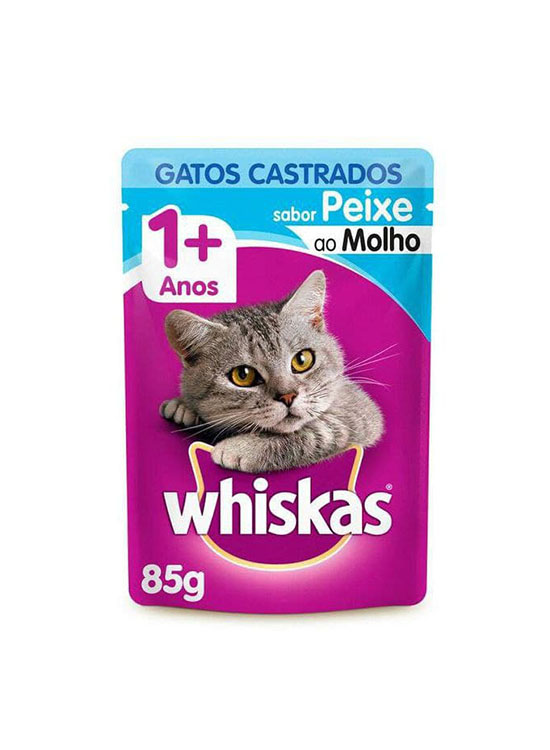 GATOS CASTRADOS
sabor Peixe
ao Molho
1+
Anos
whiskas®
85g